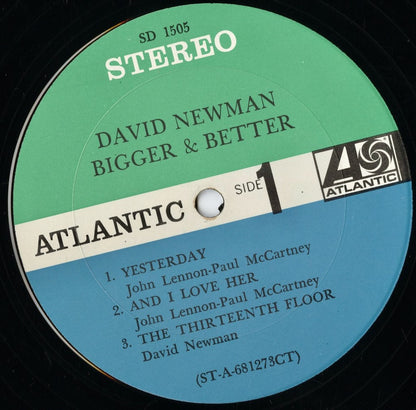 SD 1505
STEREO
DAVID NEWMAN
BIGGER & BETTER
ATLANTIC
SIDE 1
ATLANTIC
1. YESTERDAY
John Lennon-Paul McCartney
2. AND I LOVE HER
John Lennon-Paul McCartney
3. THE THIRTEENTH FLOOR
David Newman
(ST-A-681273CT)